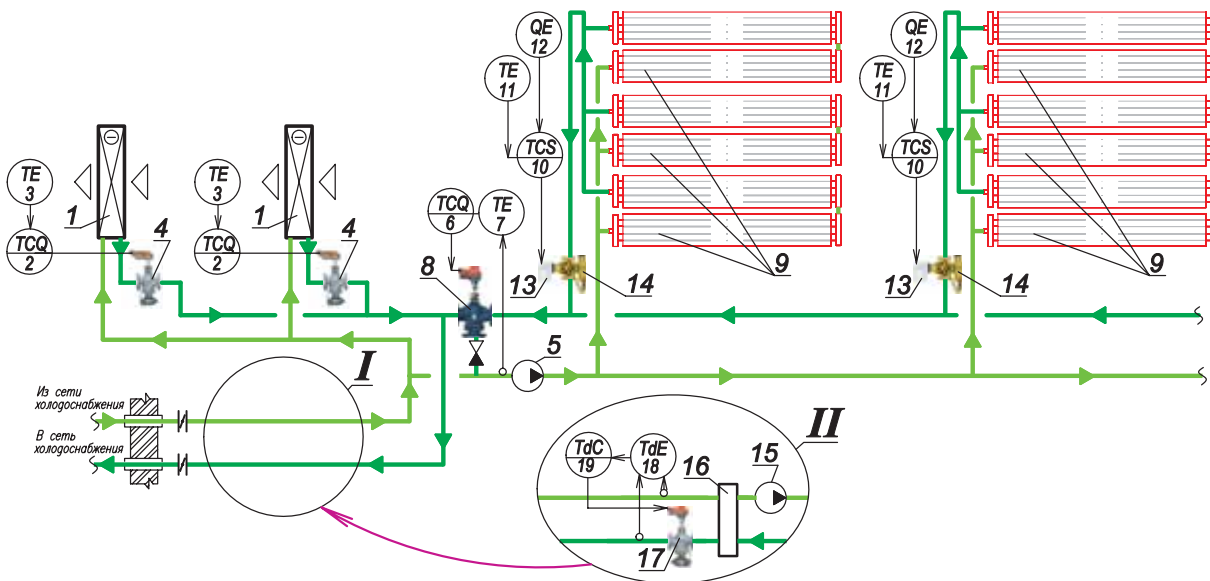 QE
12
TE
11
TCS
10
QE
12
TE
11
TCS
10
TE
3
1
4
TCQ
2
TE
3
1
4
TCQ
2
TCQ
6
TE
7
8
13
14
9
13
14
9
5
I
Из сети
холодоснабжения
В сеть
холодоснабжения
II
TdC
19
TdE
18
16
15
17